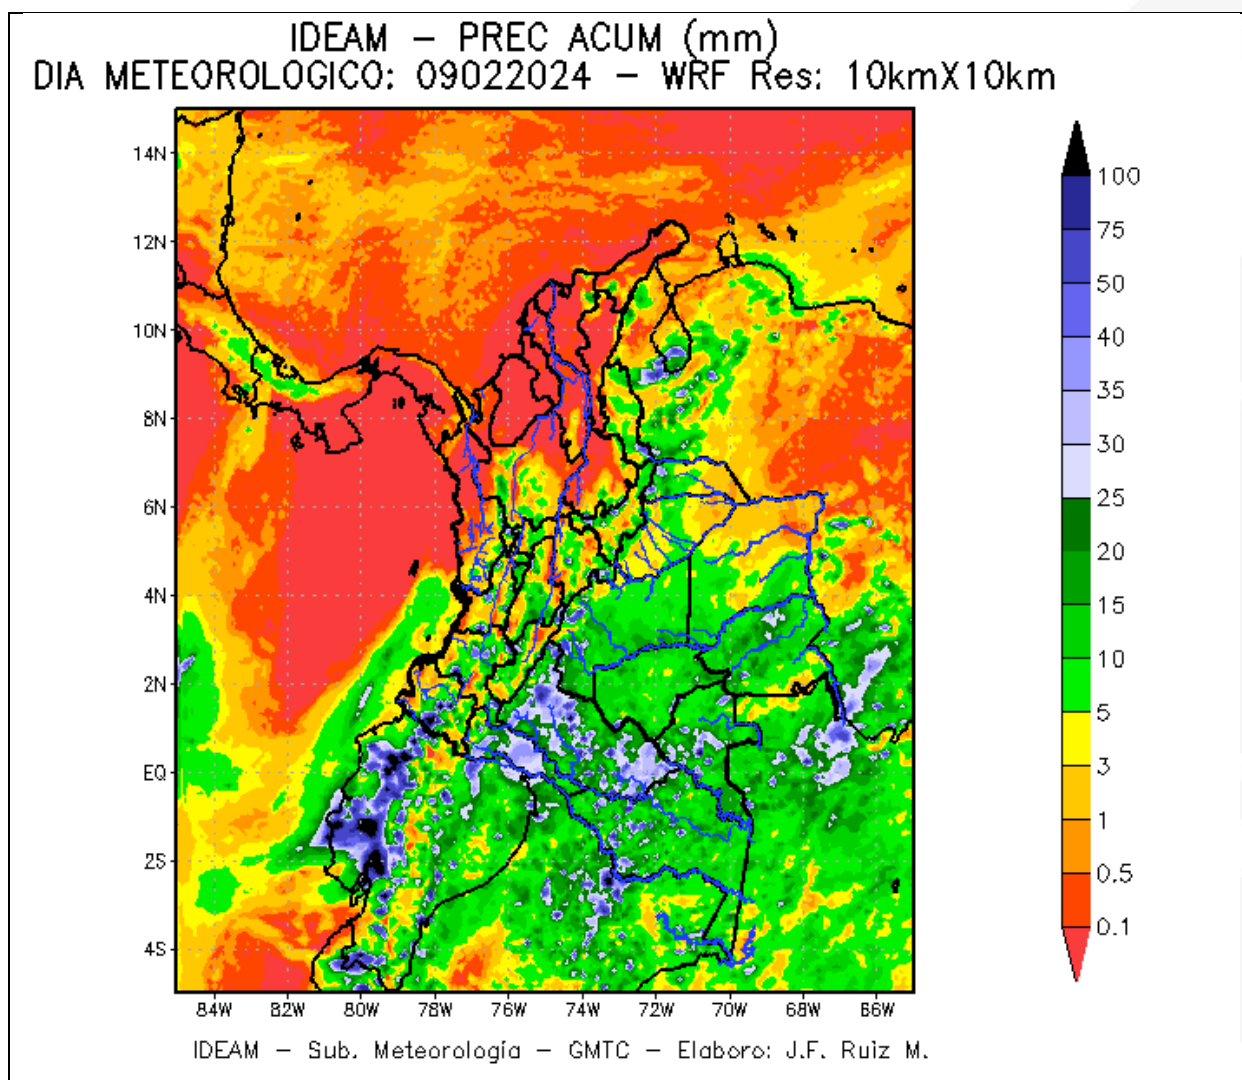 IDEAM - PREC ACUM (mm)
DIA METEOROLOGICO: 09022024 - WRF Res: 10kmX10km
14N
12N
10N
8N
6N
4N
2N
EQ
2S
4S
84W 82W 80W 78W 76W 74W 72W 70W 68W 66W
100
75
50
40
35
30
25
20
15
10
5
3
1
0.5
0.1
IDEAM - Sub. Meteorología - GMTC - Elaboro: J.F. Ruiz M.